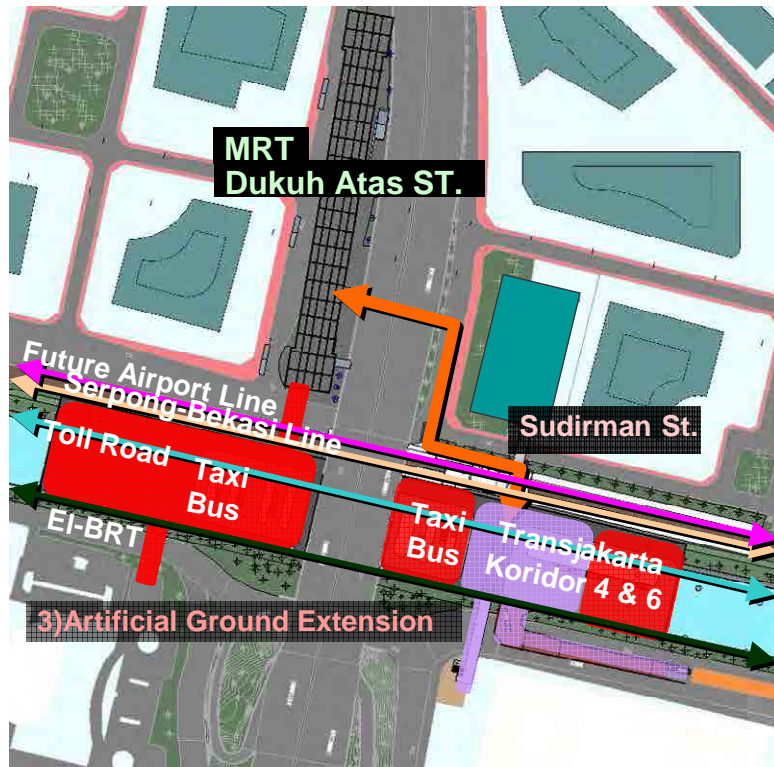 MRT
Dukuh Atas ST.
Future Airport Line
Serpong-Bekasi Line
Sudirman St.
Toll Road
Taxi
Bus
Taxi
Bus
Transjakarta
Koridor 4 & 6
EI-BRT
3)Artificial Ground Extension